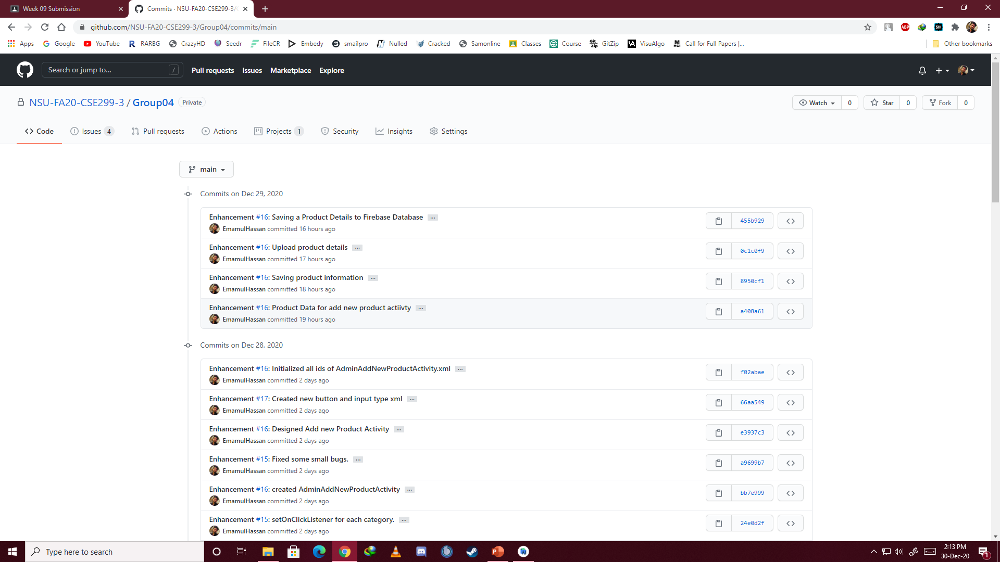 Week 09 Submission
Commits · NSU-FA20-CSE299-3/G
github.com/NSU-FA20-CSE299-3/Group04/commits/main
ABP
SIH
Apps Google YouTube RARBG CrazyHD Seedr FileCR Embedy smailpro Nulled Cracked Samonline Classes Course GitZip VisuAlgo Call for Full Papers |... Other bookmarks
Search or jump to... /
Pull requests Issues Marketplace Explore
NSU-FA20-CSE299-3 / Group04 Private
Watch 0 Star 0 Fork 0
Code Issues 4 Pull requests Actions Projects 1 Security Insights Settings
main
Commits on Dec 29, 2020
Enhancement #16: Saving a Product Details to Firebase Database ...
EmamulHassan committed 16 hours ago
455b929
Enhancement #16: Upload product details ...
EmamulHassan committed 17 hours ago
0c1c0f9
Enhancement #16: Saving product information ...
EmamulHassan committed 18 hours ago
8950cf1
Enhancement #16: Product Data for add new product actiivty ...
EmamulHassan committed 19 hours ago
a408a61
Commits on Dec 28, 2020
Enhancement #16: Initialized all ids of AdminAddNewProductActivity.xml ...
EmamulHassan committed 2 days ago
f02abae
Enhancement #17: Created new button and input type xml ...
EmamulHassan committed 2 days ago
66aa549
Enhancement #16: Designed Add new Product Activity ...
EmamulHassan committed 2 days ago
e3937c3
Enhancement #15: Fixed some small bugs. ...
EmamulHassan committed 2 days ago
a9699b7
Enhancement #16: created AdminAddNewProductActivity ...
EmamulHassan committed 2 days ago
bb7e999
Enhancement #15: setOnClickListener for each category. ...
EmamulHassan committed 2 days ago
24e0d2f
Type here to search
2:13 PM
30-Dec-20
1